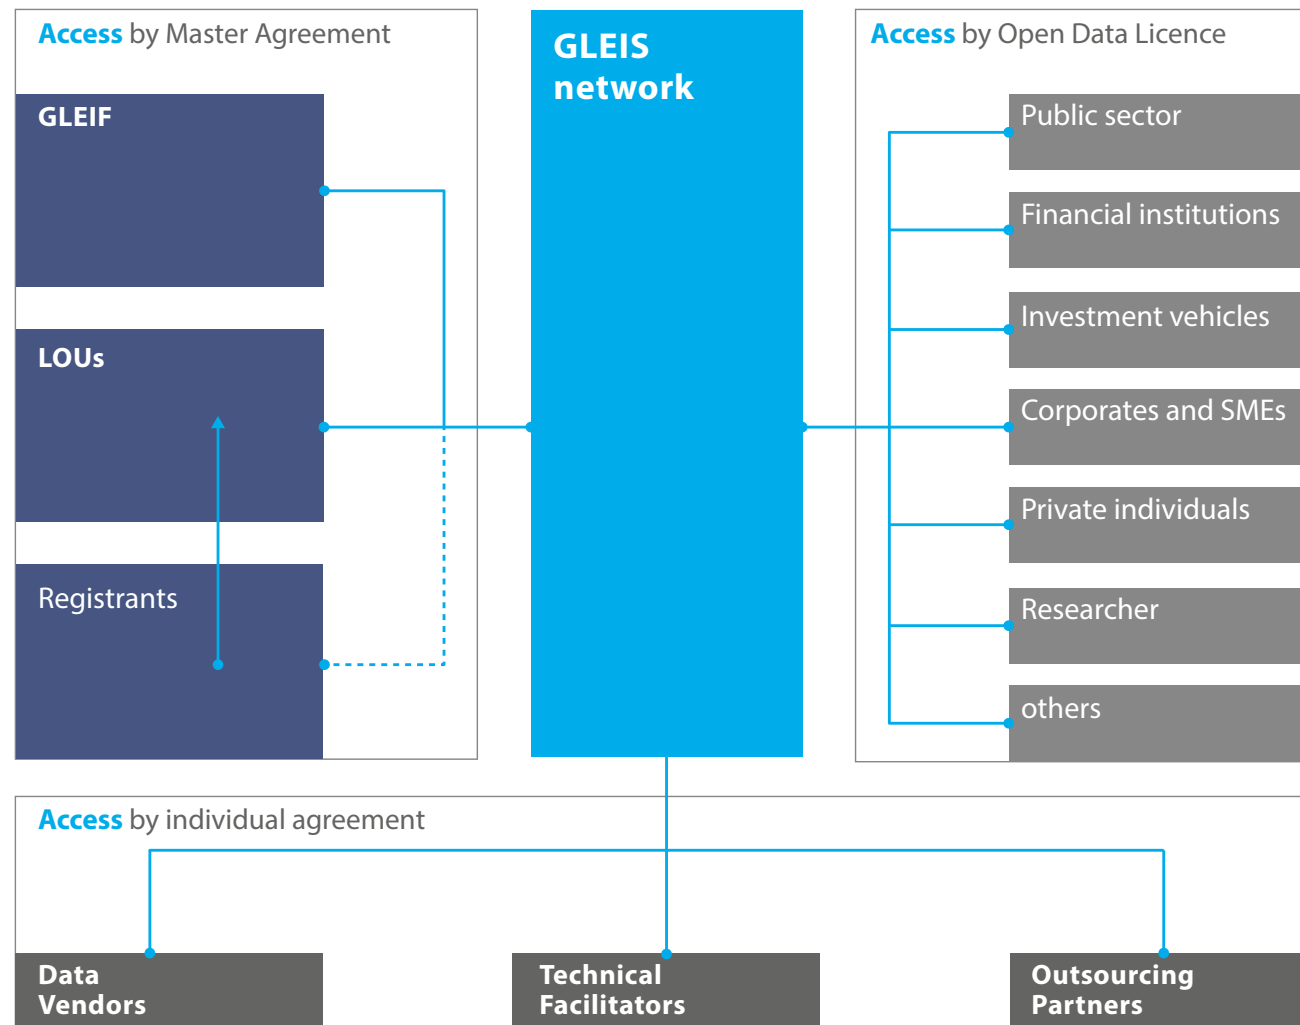 Access by Master Agreement
GLEIF
LOUs
Registrants
GLEIS
network
Access by Open Data Licence
Public sector
Financial institutions
Investment vehicles
Corporates and SMEs
Private individuals
Researcher
others
Access by individual agreement
Data
Vendors
Technical
Facilitators
Outsourcing
Partners